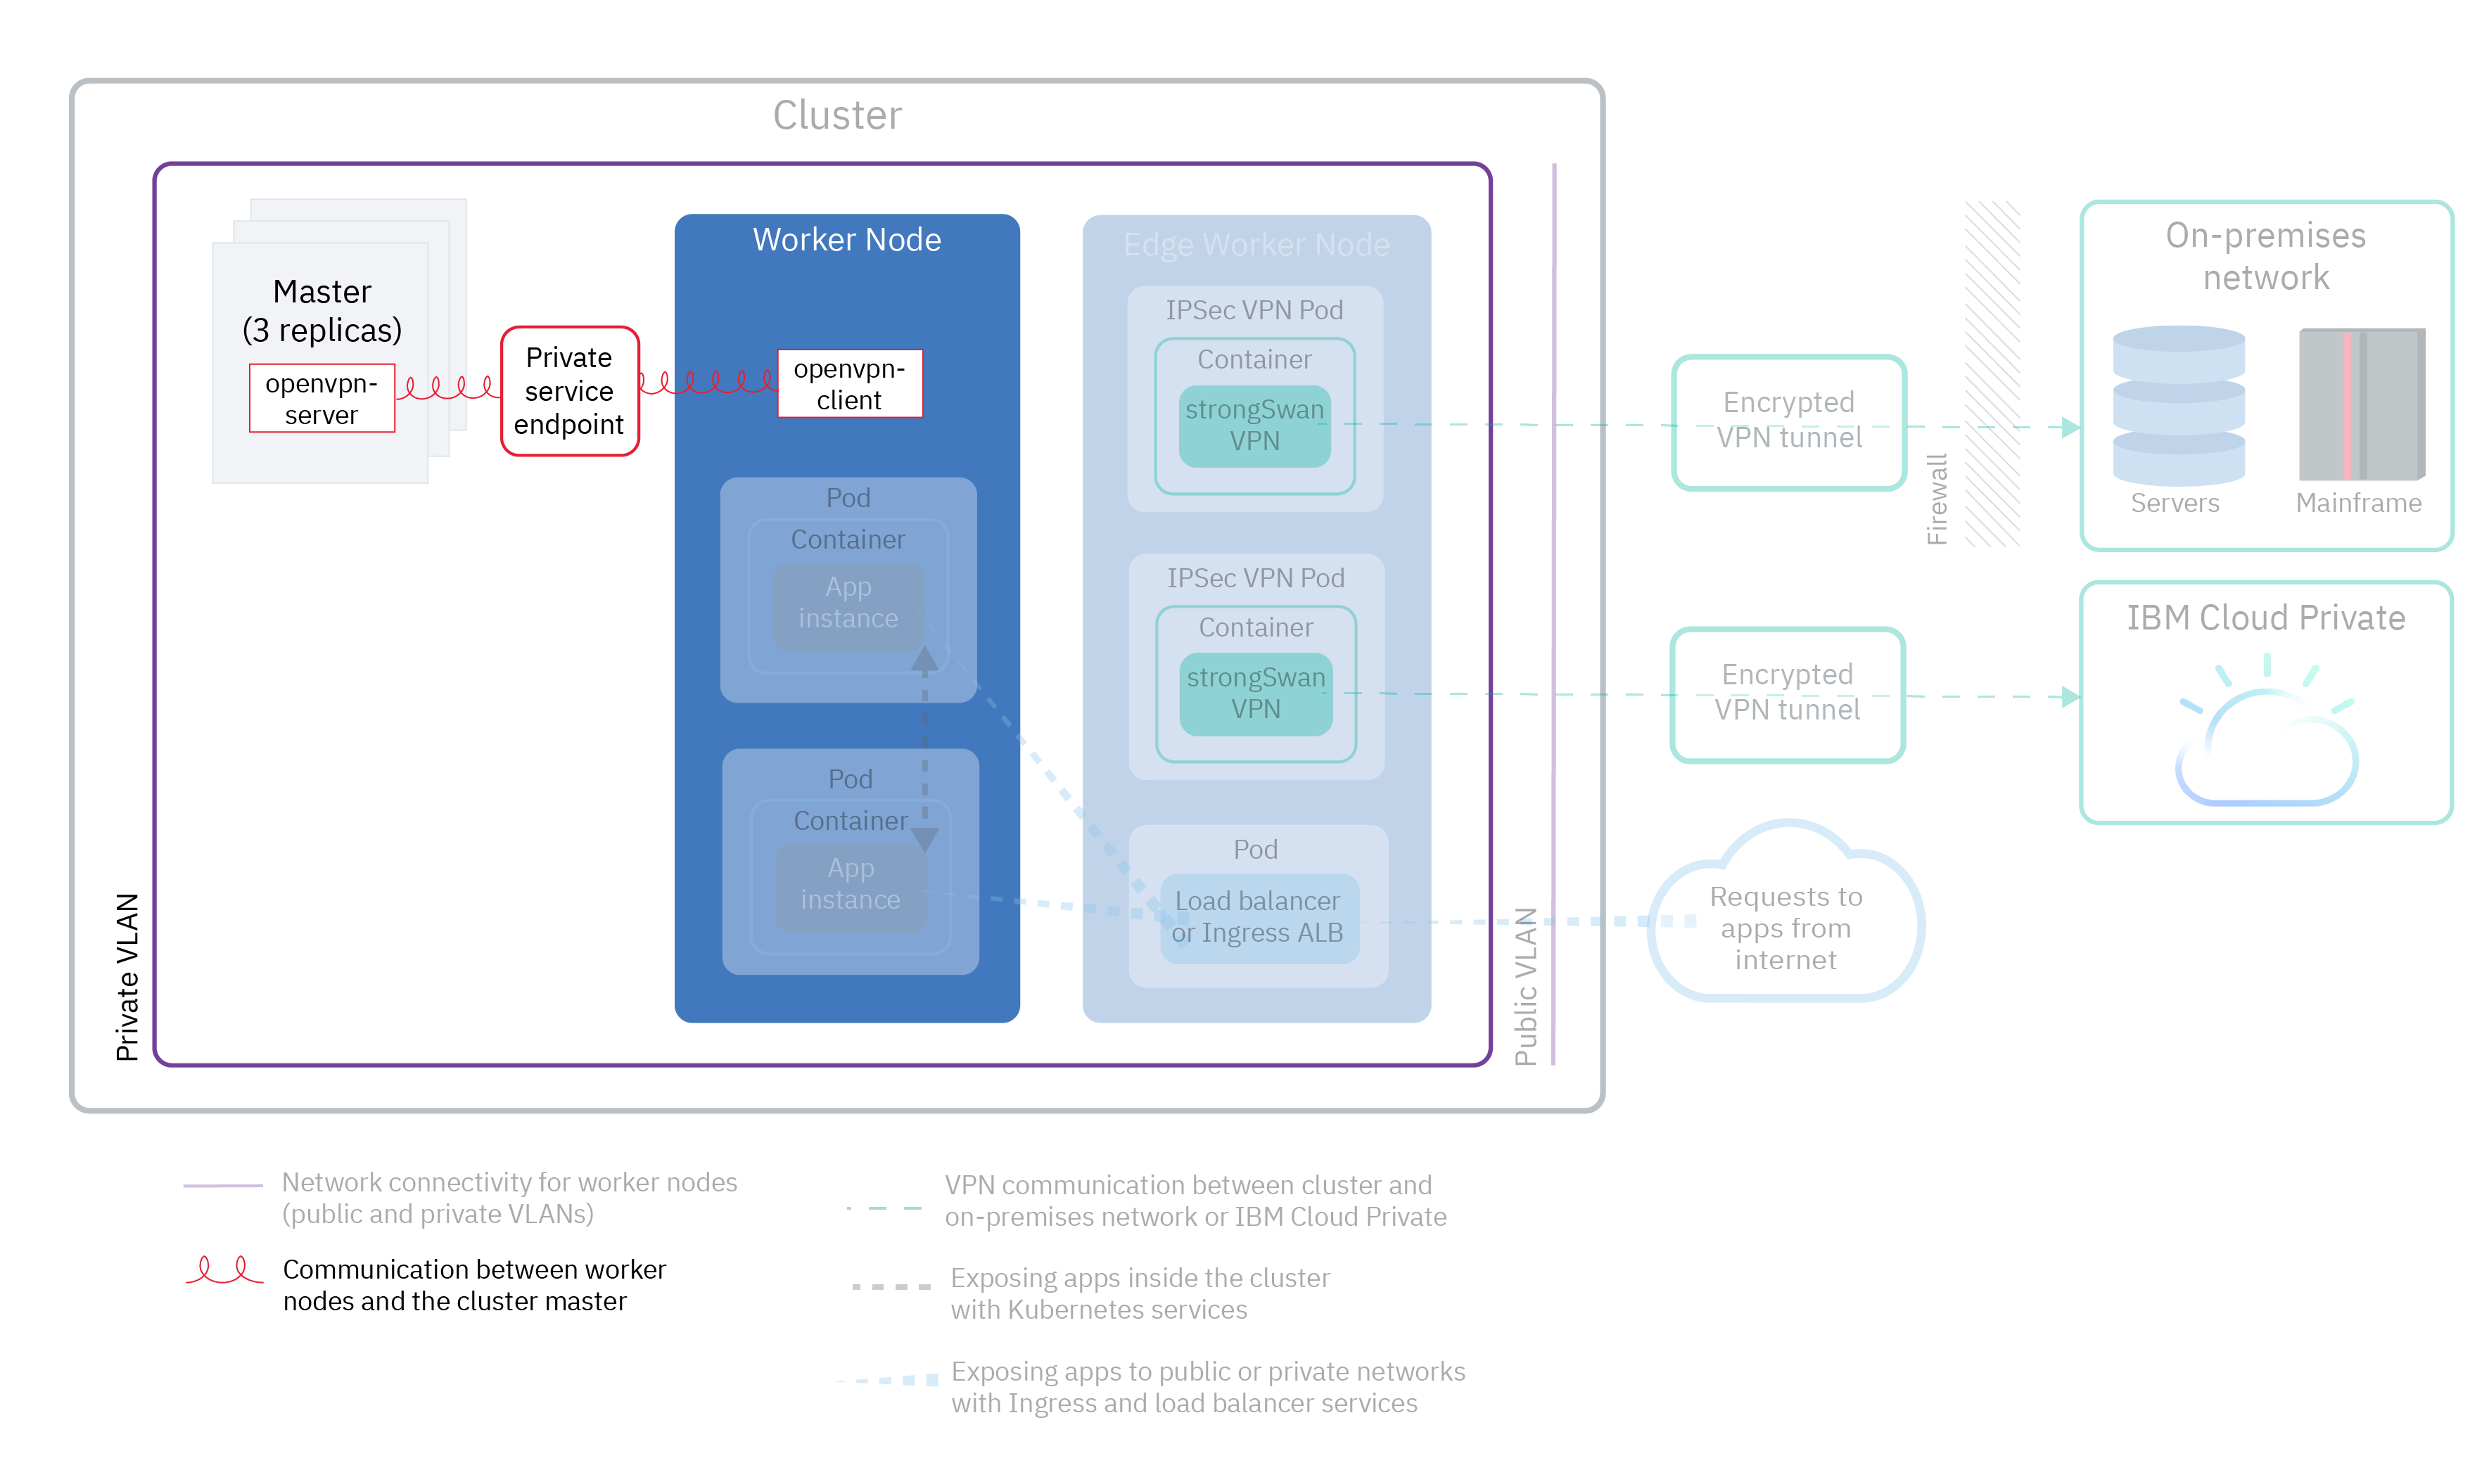 Cluster
Master
(3 replicas)
openvpn-
server
Private
service
endpoint
Worker Node
openvpn-
client
Pod
Container
App
instance
Pod
Container
App
instance
Edge Worker Node
IPSec VPN Pod
Container
strongSwan
VPN
IPSec VPN Pod
Container
strongSwan
VPN
Pod
Load balancer
or Ingress ALB
Private VLAN
Public VLAN
Encrypted
VPN tunnel
Encrypted
VPN tunnel
Firewall
On-premises
network
Servers
Mainframe
IBM Cloud Private
Requests to
apps from
internet
Network connectivity for worker nodes
(public and private VLANs)
Communication between worker
nodes and the cluster master
VPN communication between cluster and
on-premises network or IBM Cloud Private
Exposing apps inside the cluster
with Kubernetes services
Exposing apps to public or private networks
with Ingress and load balancer services